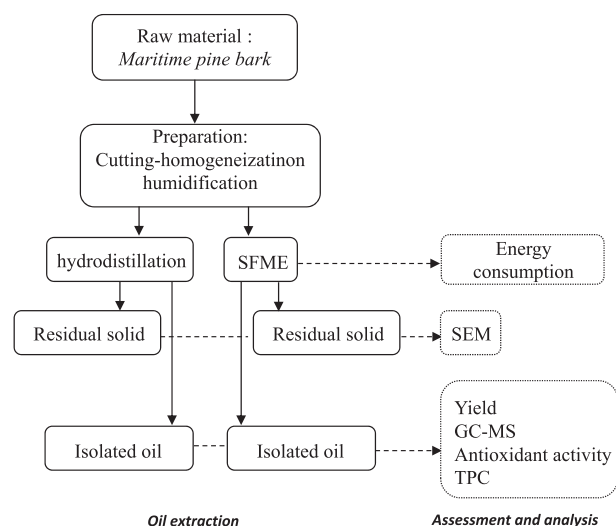 Raw material :
Maritime pine bark
Preparation:
Cutting-homogeneizatinon
humidification
hydrodistillation
SFME
Energy
consumption
Residual solid
Residual solid
SEM
Isolated oil
Isolated oil
Yield
GC-MS
Antioxidant activity
TPC
Oil extraction
Assessment and analysis